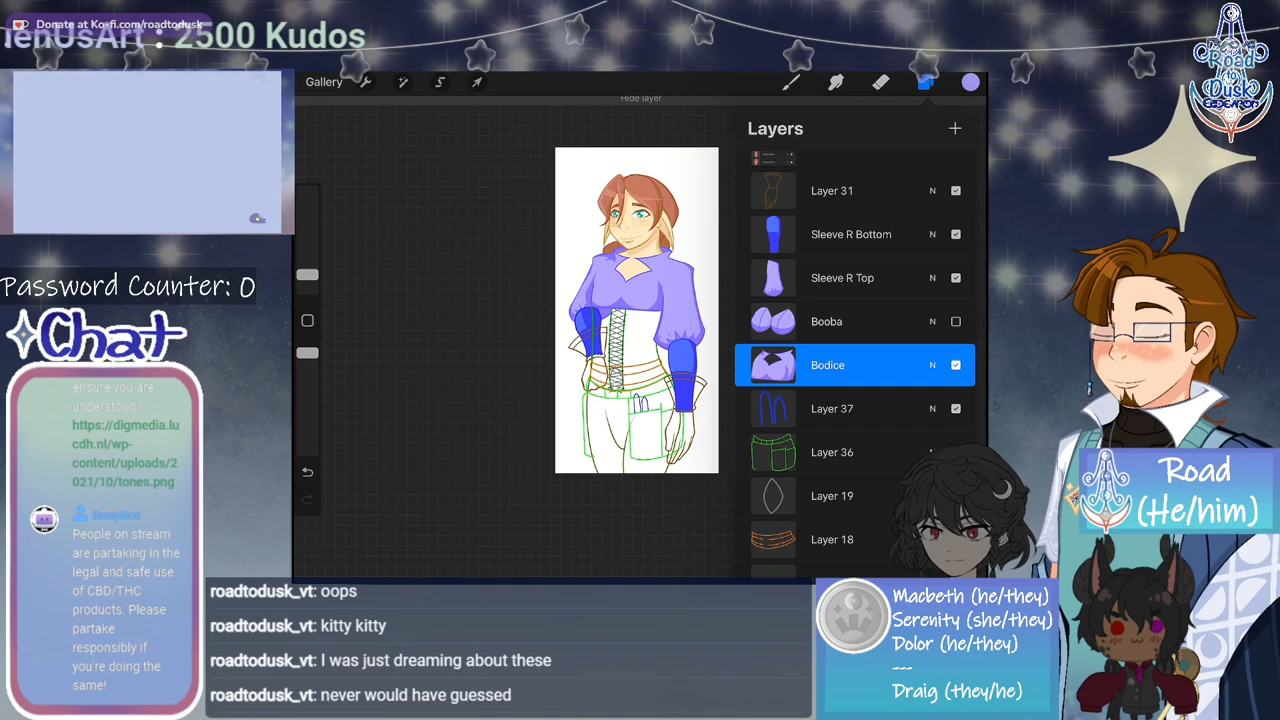 Donate at Ko-fi.com/roadtodusk
ienUsArt : 2500 Kudos
Gallery
Hide layer
Layers
Layer 31 N
Sleeve R Bottom N
Sleeve R Top N
Booba N
Bodice N
Layer 37 N
Layer 36
Layer 19
Layer 18
Road
to
Dusk
Password Counter: 0
Chat
ensure you are
understood
https://digmedia.lu
cdh.nl/wp-
content/uploads/2
021/10/tones.png
BeepBot
People on stream
are partaking in the
legal and safe use
of CBD/THC
products. Please
partake
responsibly if
you're doing the
same!
roadtodusk_vt: oops
roadtodusk_vt: kitty kitty
roadtodusk_vt: I was just dreaming about these
roadtodusk_vt: never would have guessed
Road
(He/him)
Macbeth (he/they)
Serenity (she/they)
Dolor (he/they)
---
Draig (they/he)